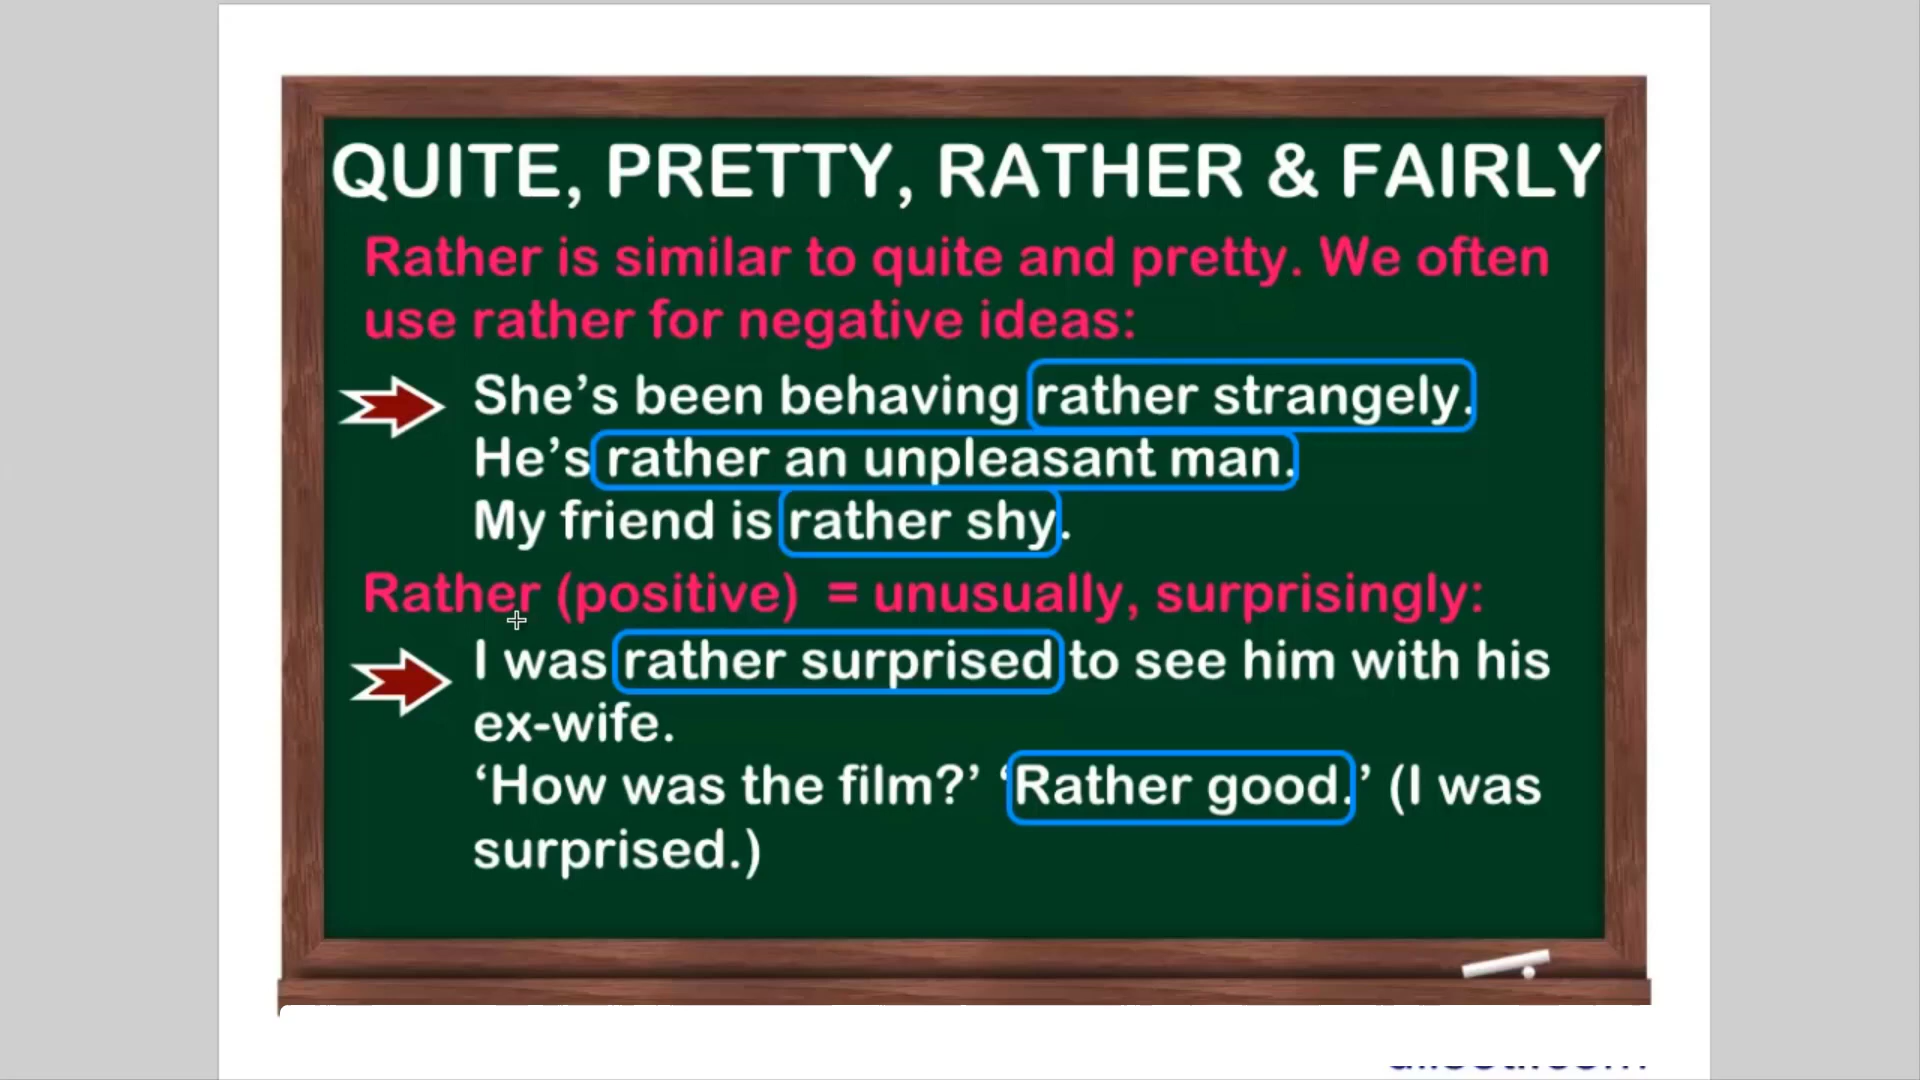 QUITE, PRETTY, RATHER & FAIRLY
Rather is similar to quite and pretty. We often
use rather for negative ideas:
She’s been behaving rather strangely.
He’s rather an unpleasant man.
My friend is rather shy.
Rather (positive) = unusually, surprisingly:
I was rather surprised to see him with his
ex-wife.
‘How was the film?’ ‘Rather good.’ (I was
surprised.)